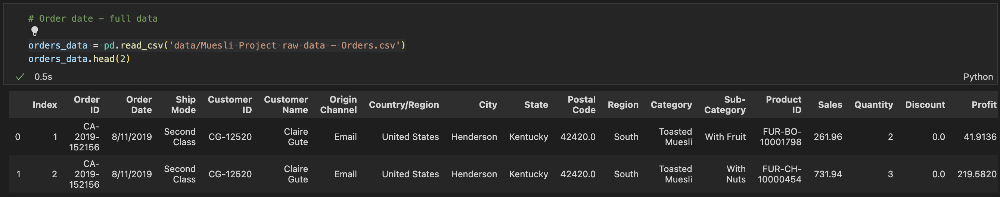 # Order date – full data
orders_data = pd.read_csv('data/Muesli Project raw data – Orders.csv')
orders_data.head(2)
0.5s
Python
Index Order ID Order Date Ship Mode Customer ID Customer Name Origin Channel Country/Region City State Postal Code Region Category Sub-Category Product ID Sales Quantity Discount Profit
0 1 CA-2019-152156 8/11/2019 Second Class CG-12520 Claire Gute Email United States Henderson Kentucky 42420.0 South Toasted Muesli With Fruit FUR-BO-10001798 261.96 2 0.0 41.9136
1 2 CA-2019-152156 8/11/2019 Second Class CG-12520 Claire Gute Email United States Henderson Kentucky 42420.0 South Toasted Muesli With Nuts FUR-CH-10000454 731.94 3 0.0 219.5820